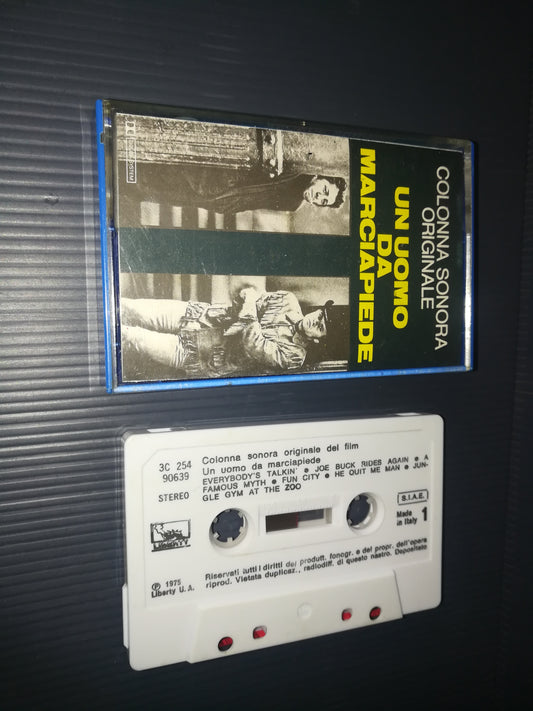 COLONNA SONORA
ORIGINALE
UN UOMO
DA
MARCIAPIEDE
3C 254
90639
STEREO
Colonna sonora originale del film
Un uomo da marciapiede
EVERYBODY'S TALKIN' ● JOE BUCK RIDES AGAIN ● A
FAMOUS MYTH ● FUN CITY ● HE QUIT ME MAN ● JUN-
GLE GYM AT THE ZOO
S.I.A.E.
Made
in Italy
1
LIBERTY
Ⓟ 1975
Liberty U.A.
Riservati tutti i diritti dei produtt. fonogr. e dei propr. dell'opera
riprod. Vietata duplicaz., radiodiff. di questo nastro. Depositato